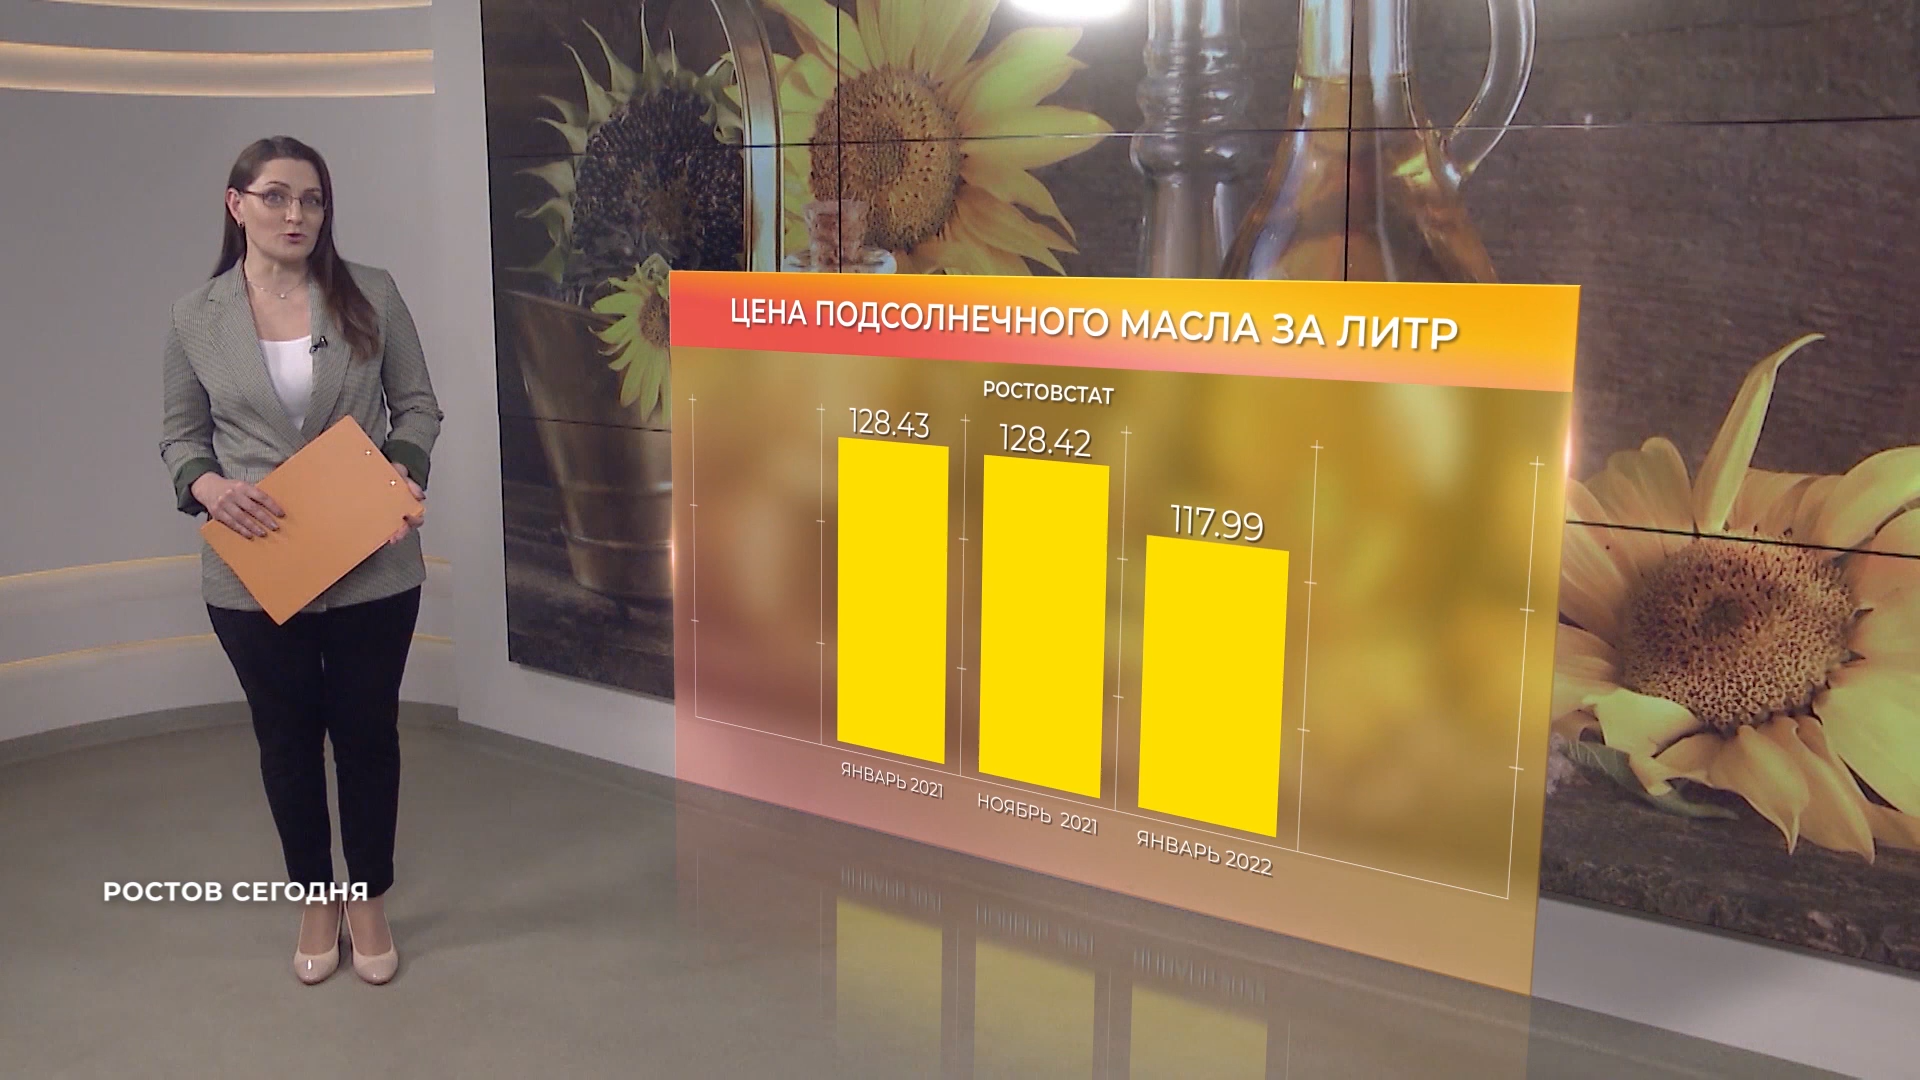 ЦЕНА ПОДСОЛНЕЧНОГО МАСЛА ЗА ЛИТР
РОСТОВСТАТ
128.43
128.42
117.99
ЯНВАРЬ 2021
НОЯБРЬ 2021
ЯНВАРЬ 2022
РОСТОВ СЕГОДНЯ